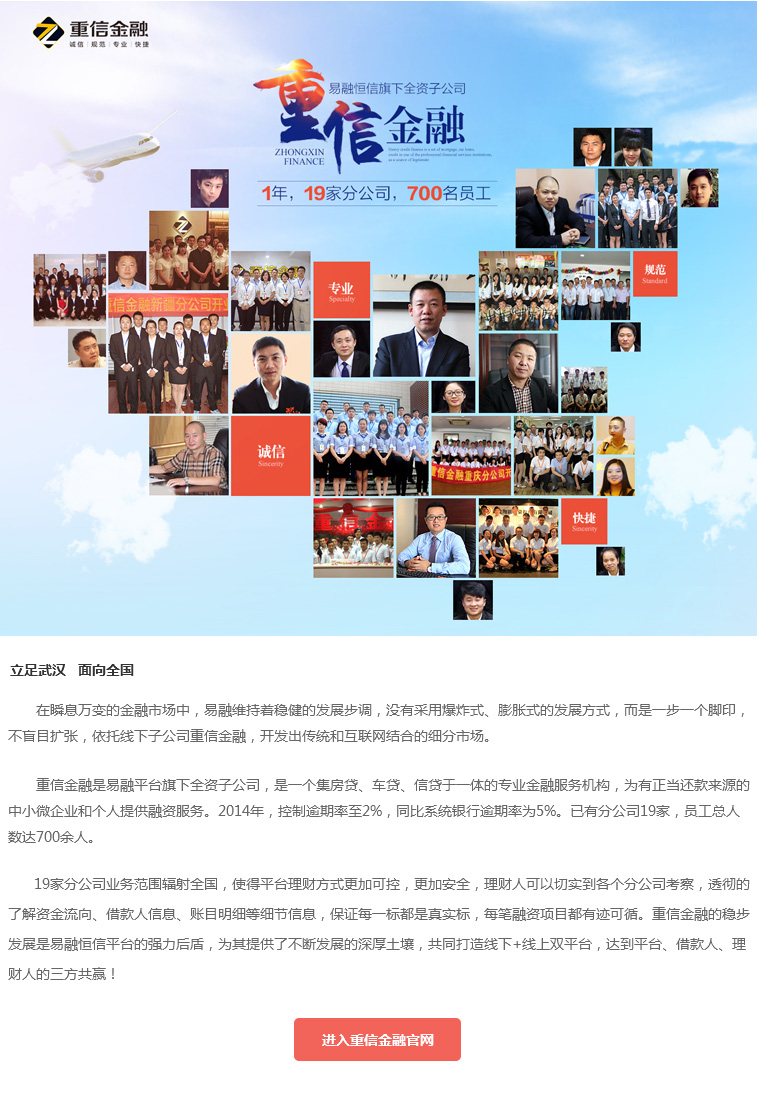 重信金融
诚信 | 规范 | 专业 | 快捷
易融恒信旗下全资子公司
重信金融
ZHONGXIN
FINANCE
1年，19家分公司，700名员工
规范
Standard
专业
Specialty
信金融新疆分公司开
诚信
Sincerity
重信金融重庆分公司开
快捷
Sincerity
立足武汉 面向全国
在瞬息万变的金融市场中，易融维持着稳健的发展步调，没有采用爆炸式、膨胀式的发展方式，而是一步一个脚印，
不盲目扩张，依托线下子公司重信金融，开发出传统和互联网结合的细分市场。
重信金融是易融平台旗下全资子公司，是一个集房贷、车贷、信贷于一体的专业金融服务机构，为有正当还款来源的
中小微企业和个人提供融资服务。2014年，控制逾期率至2%，同比系统银行逾期率为5%。已有分公司19家，员工总人
数达700余人。
19家分公司业务范围辐射全国，使得平台理财方式更加可控，更加安全，理财人可以切实到各个分公司考察，透彻的
了解资金流向、借款人信息、账目明细等细节信息，保证每一标都是真实标，每笔融资项目都有迹可循。重信金融的稳步
发展是易融恒信平台的强力后盾，为其提供了不断发展的深厚土壤，共同打造线下+线上双平台，达到平台、借款人、理
财人的三方共赢！
进入重信金融官网